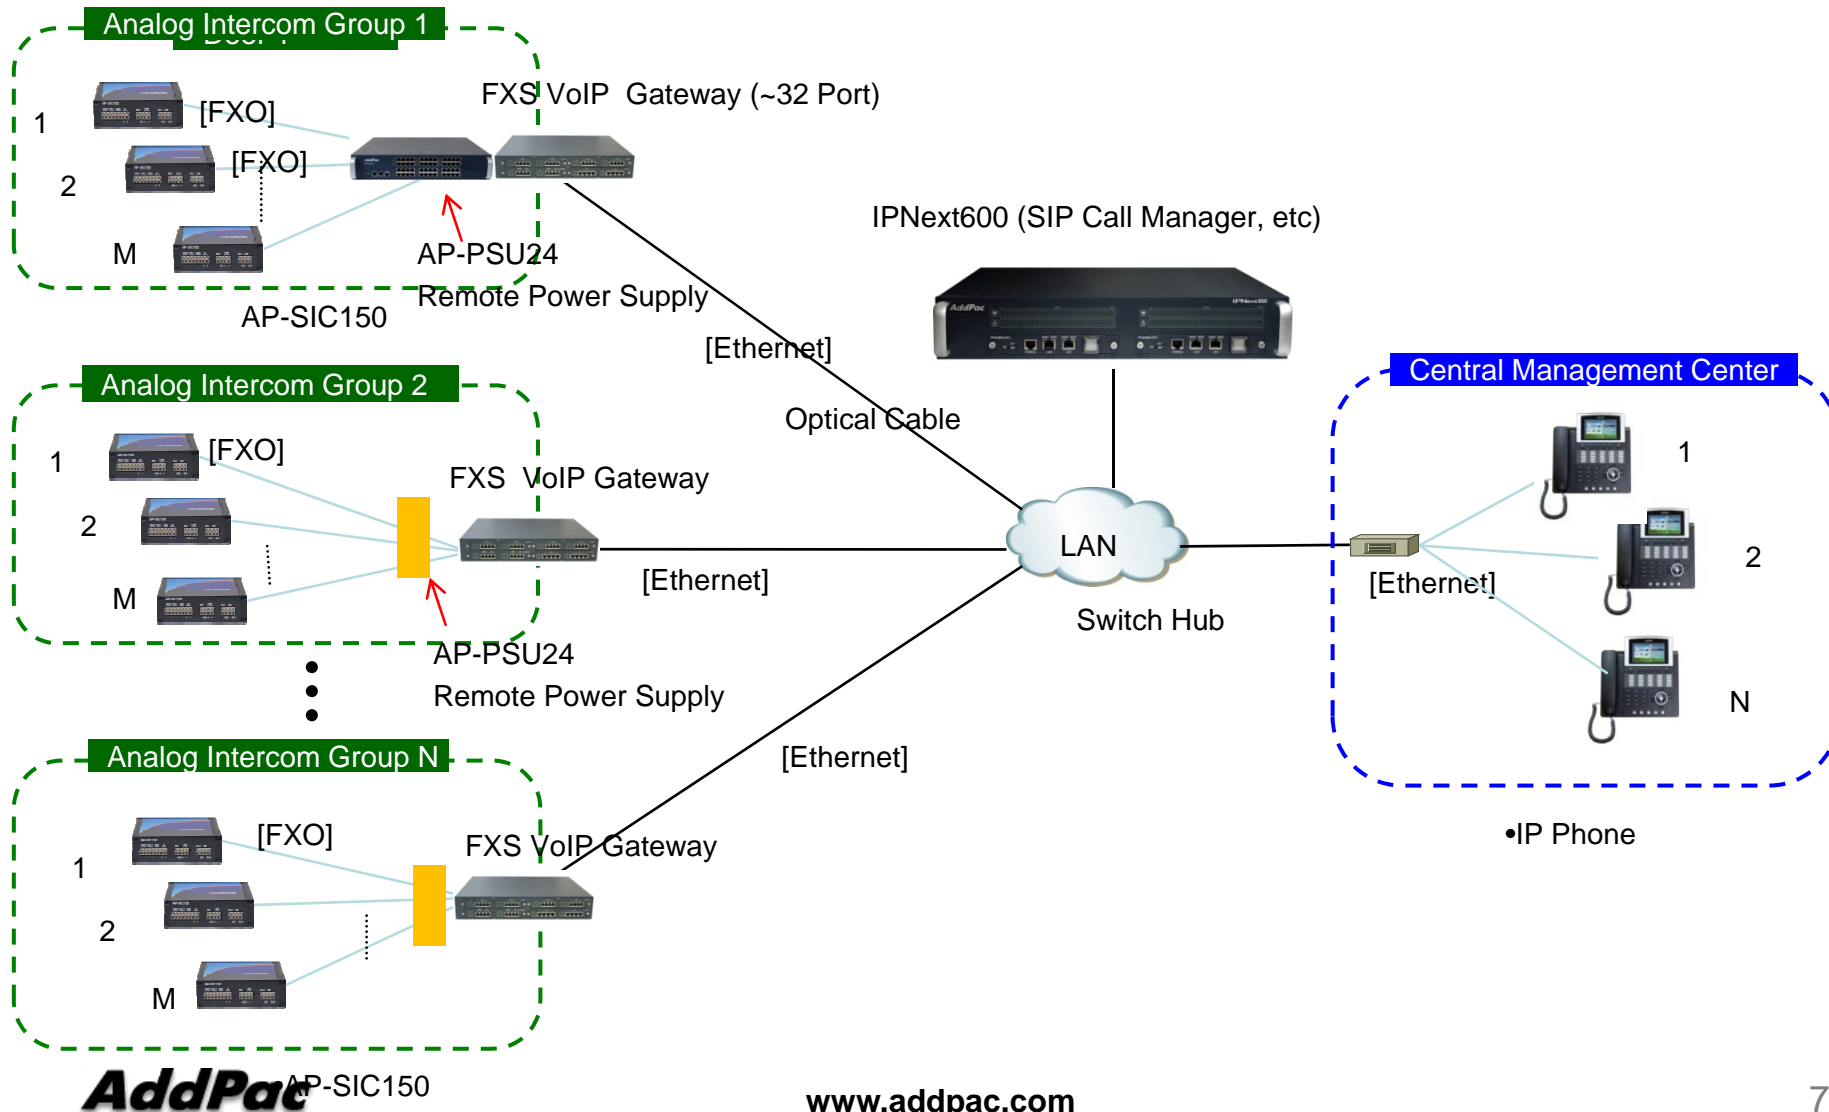 Analog Intercom Group 1
1
[FXO]
2
[FXO]
M
FXS VoIP Gateway (~32 Port)
AddPac
AP-PSU24
Remote Power Supply
AP-SIC150
[Ethernet]
Optical Cable
IPNext600 (SIP Call Manager, etc)
AddPac
IPNext600
Analog Intercom Group 2
1
[FXO]
2
M
FXS VoIP Gateway
[Ethernet]
AP-PSU24
Remote Power Supply
LAN
Switch Hub
Central Management Center
1
2
N
[Ethernet]
•IP Phone
Analog Intercom Group N
1
[FXO]
2
M
FXS VoIP Gateway
[Ethernet]
AP-SIC150
AddPac
www.addpac.com
7